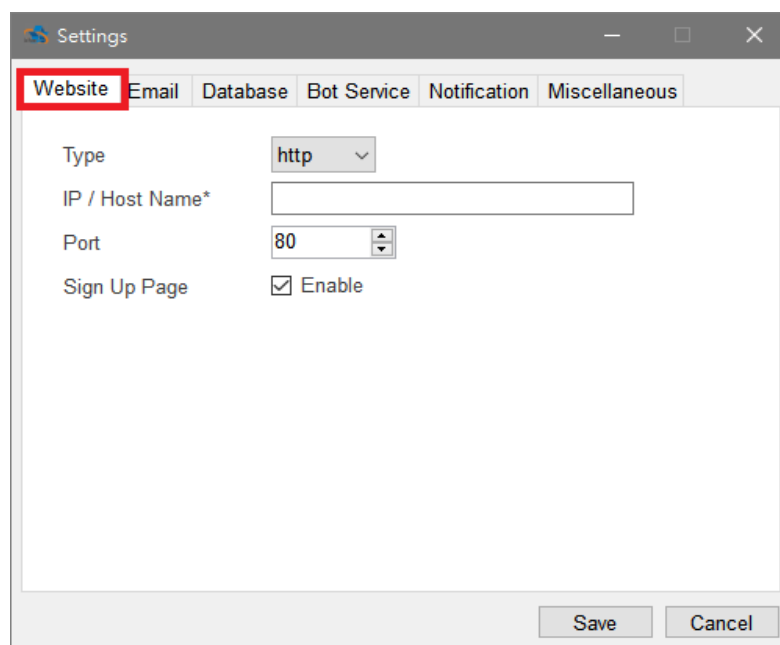 Settings
Website Email Database Bot Service Notification Miscellaneous
Type http
IP / Host Name*
Port 80
Sign Up Page Enable
Save Cancel